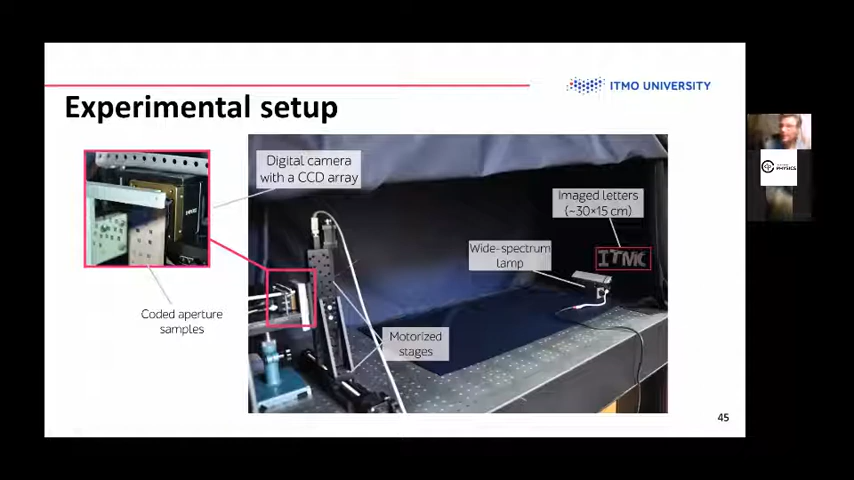 ITMO UNIVERSITY
Experimental setup
Digital camera
with a CCD array
Imaged letters
(~30×15 cm)
Wide-spectrum
lamp
Coded aperture
samples
Motorized
stages
45
PHYSICS